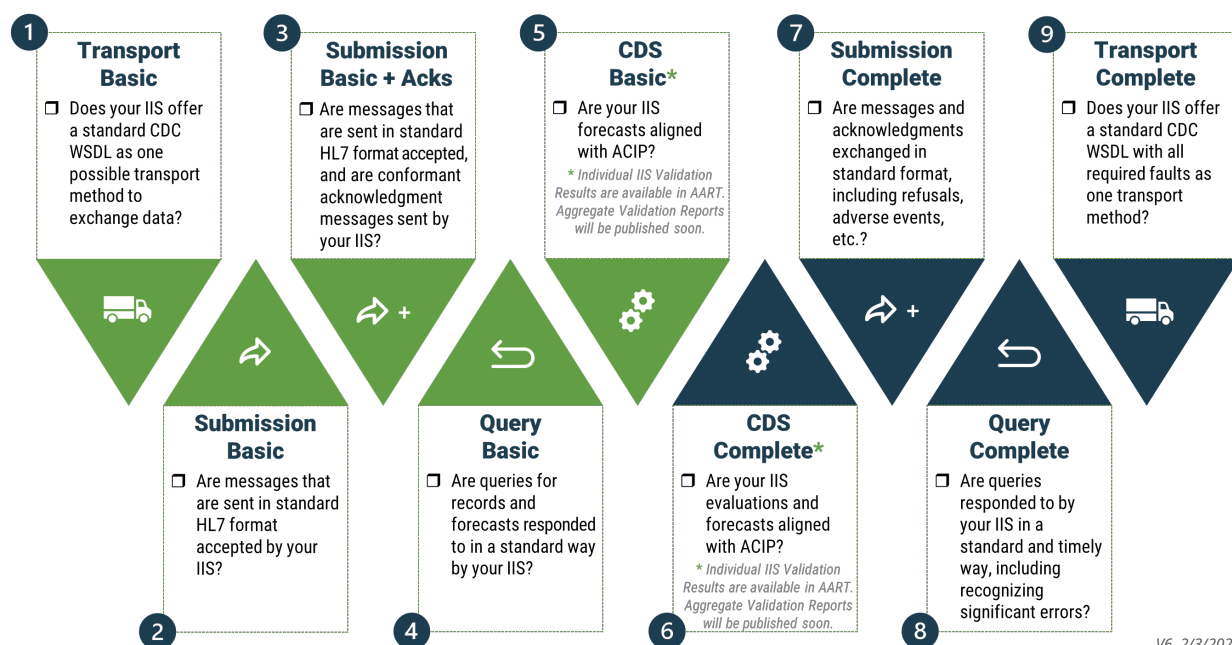 1
Transport
Basic
Does your IIS offer
a standard CDC
WSDL as one
possible transport
method to
exchange data?
2
Submission
Basic
Are messages that
are sent in standard
HL7 format
accepted by your
IIS?
3
Submission
Basic + Acks
Are messages that
are sent in standard
HL7 format accepted,
and are conformant
acknowledgment
messages sent by
your IIS?
+
4
Query
Basic
Are queries for
records and
forecasts responded
to in a standard way
by your IIS?
5
CDS
Basic*
Are your IIS
forecasts aligned
with ACIP?
* Individual IIS Validation
Results are available in AART.
Aggregate Validation Reports
will be published soon.
6
CDS
Complete*
Are your IIS
evaluations and
forecasts aligned
with ACIP?
* Individual IIS Validation
Results are available in AART.
Aggregate Validation Reports
will be published soon.
7
Submission
Complete
Are messages and
acknowledgments
exchanged in
standard format,
including refusals,
adverse events,
etc.?
+
8
Query
Complete
Are queries
responded to by
your IIS in a
standard and timely
way, including
recognizing
significant errors?
9
Transport
Complete
Does your IIS offer
a standard CDC
WSDL with all
required faults as
one transport
method?
V6